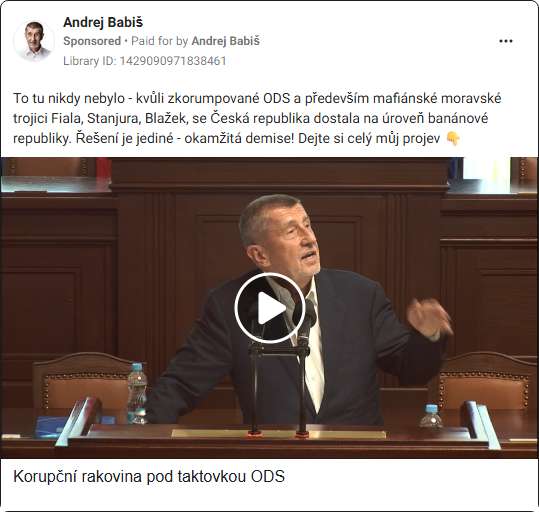 Andrej Babiš
Sponsored • Paid for by Andrej Babiš
Library ID: 1429090971838461
To tu nikdy nebylo - kvůli zkorumpované ODS a především mafiánské moravské
trojici Fiala, Stanjura, Blažek, se Česká republika dostala na úroveň banánové
republiky. Řešení je jediné - okamžitá demise! Dejte si celý můj projev 👇
Korupční rakovina pod taktovkou ODS